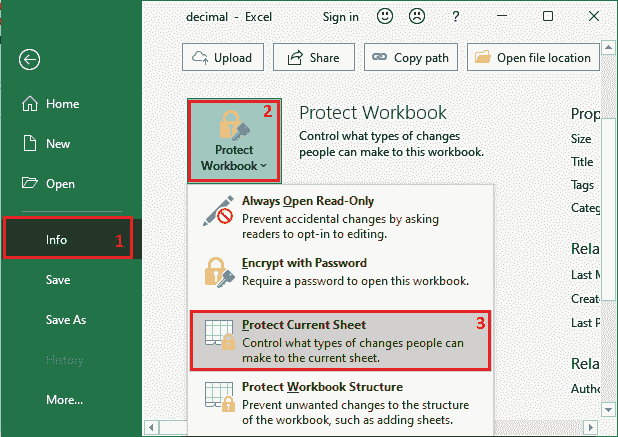 decimal - Excel
Sign in
?
Upload
Share
Copy path
Open file location
Home
New
Open
Info 1
Save
Save As
History
More...
2
Protect
Workbook
Protect Workbook
Control what types of changes
people can make to this workbook.
Always Open Read-Only
Prevent accidental changes by asking
readers to opt-in to editing.
Encrypt with Password
Require a password to open this workbook.
Protect Current Sheet 3
Control what types of changes people can
make to the current sheet.
Protect Workbook Structure
Prevent unwanted changes to the structure
of the workbook, such as adding sheets.
Prop
Size
Title
Tags
Categ
Rela
Last M
Create
Last P
Rela
Autho